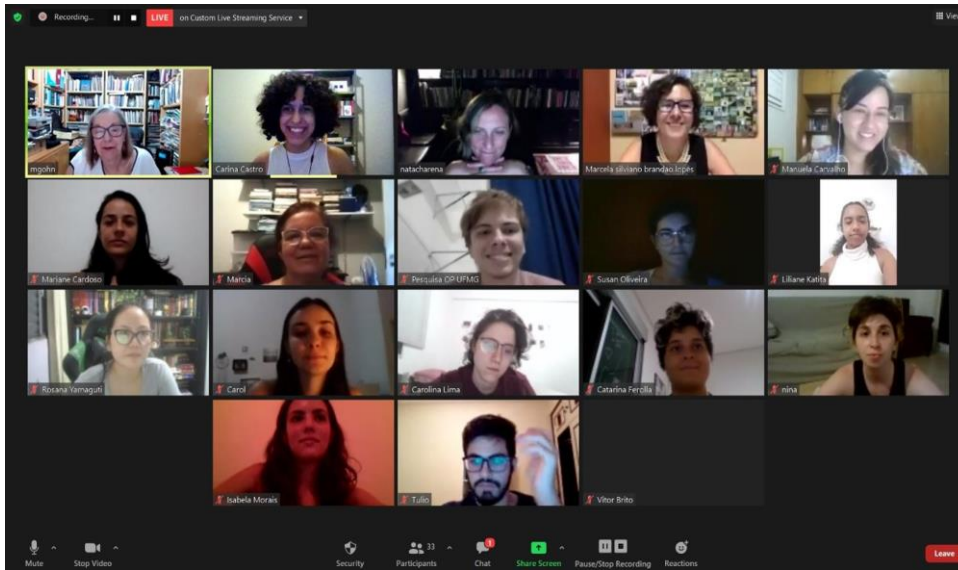 Recording...
LIVE
on Custom Live Streaming Service
View
mgohn
Carina Castro
natacharena
Marcela silviano brandao lopes
Manuela Carvalho
Mariane Cardoso
Marcia
Pesquisa OP UFMG
Susan Oliveira
Liliane Katita
Rosana Yamaguti
Carol
Carolina Lima
Catarina Ferolla
nina
Isabela Morais
Tulio
Vitor Brito
33
1
Mute
Stop Video
Security
Participants
Chat
Share Screen
Pause/Stop Recording
Reactions
Leave